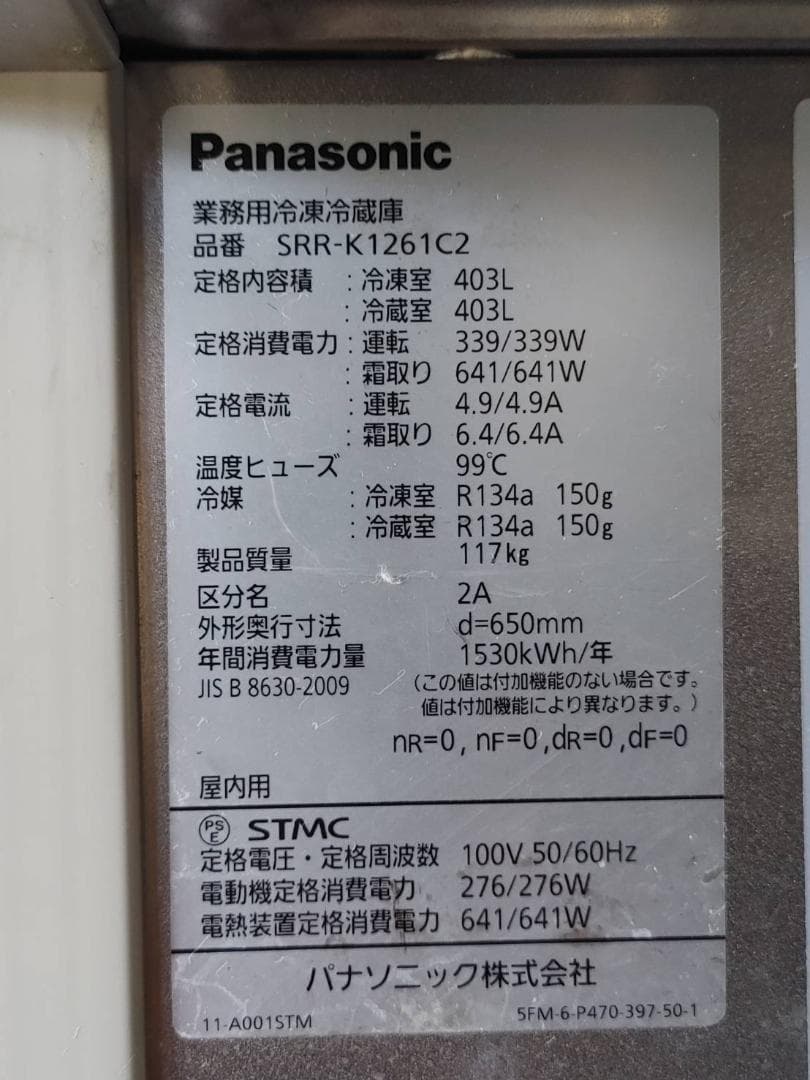 Panasonic
業務用冷凍冷蔵庫
品番 SRR-K1261C2
定格内容積 : 冷凍室 403L
: 冷蔵室 403L
定格消費電力 : 運転 339/339W
: 霜取り 641/641W
定格電流 : 運転 4.9/4.9A
: 霜取り 6.4/6.4A
温度ヒューズ 99℃
冷媒 : 冷凍室 R134a 150g
: 冷蔵室 R134a 150g
製品質量 117kg
区分名 2A
外形奥行寸法 d=650mm
年間消費電力量 1530kWh/年
JIS B 8630-2009 (この値は付加機能のない場合です。
値は付加機能により異なります。)
nR=0, nF=0,dR=0,dF=0
屋内用
PSE STMC
定格電圧・定格周波数 100V 50/60Hz
電動機定格消費電力 276/276W
電熱装置定格消費電力 641/641W
パナソニック株式会社
11-A001STM 5FM-6-P470-397-50-1